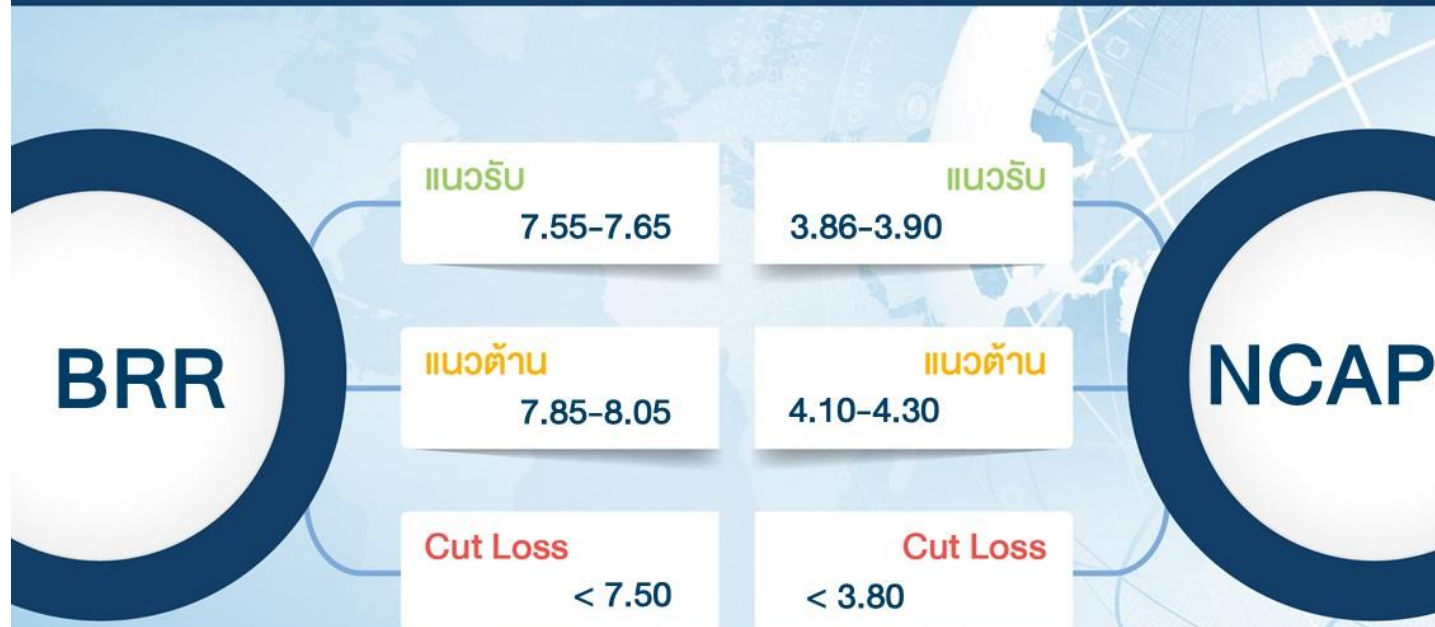 BRR
แนวรับ
7.55-7.65
แนวต้าน
7.85-8.05
Cut Loss
< 7.50
NCAP
แนวรับ
3.86-3.90
แนวต้าน
4.10-4.30
Cut Loss
< 3.80